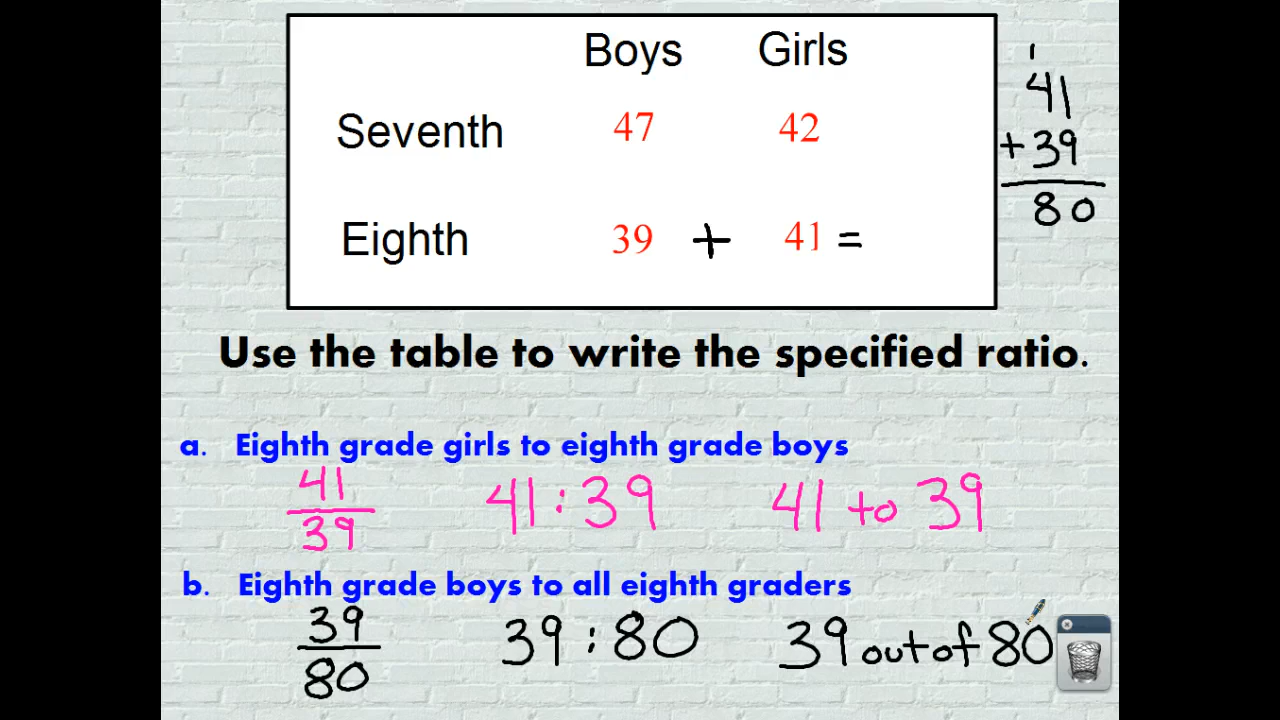 Boys Girls
Seventh 47 42
Eighth 39 + 41 =
1
41
+39
80
Use the table to write the specified ratio.
a. Eighth grade girls to eighth grade boys
41
39
41 : 39
41 to 39
b. Eighth grade boys to all eighth graders
39
80
39 : 80
39 out of 80